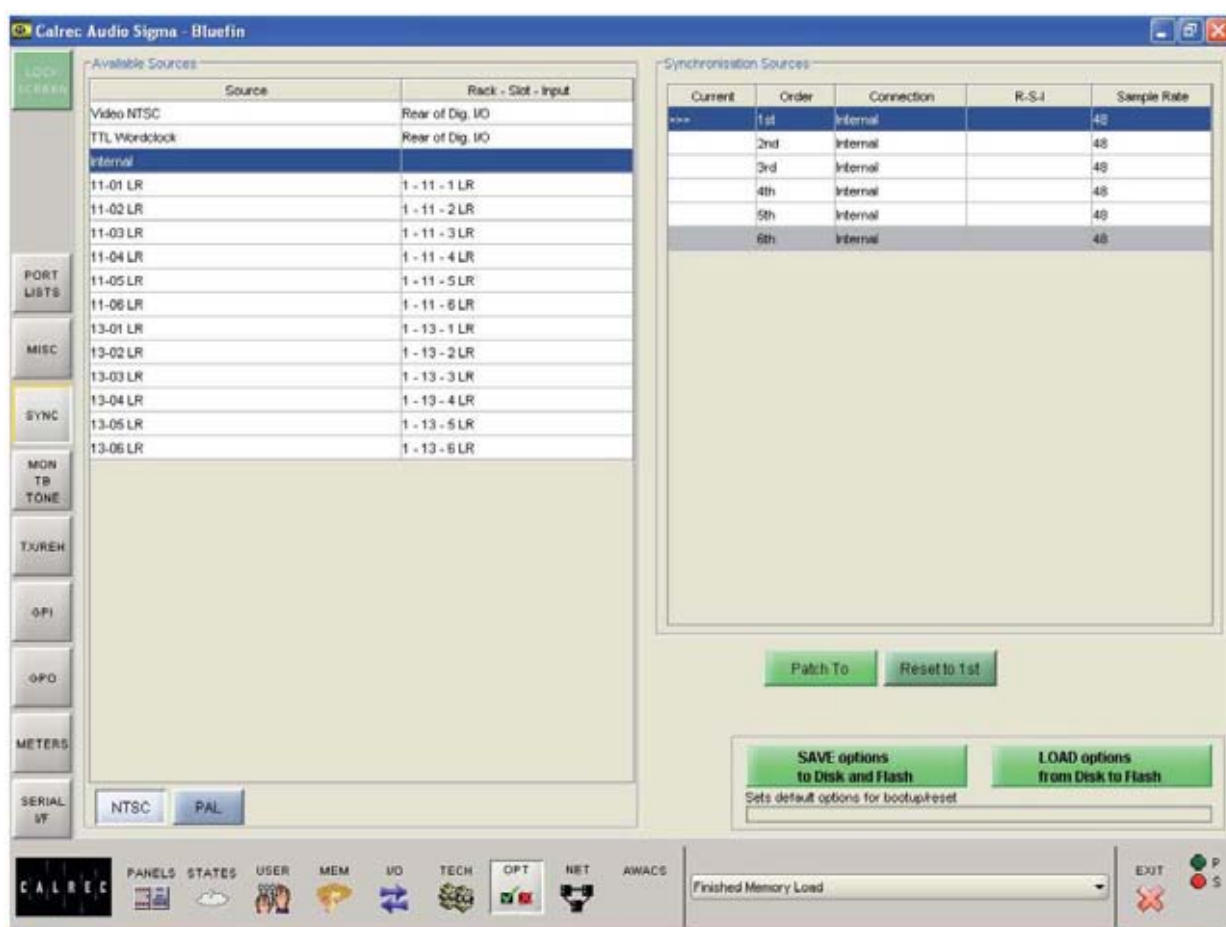 Calrec Audio Sigma - Bluefin
LOCK
SCREEN
PORT
LISTS
MISC
SYNC
MON
TB
TONE
TX/REH
GPI
GPO
METERS
SERIAL
I/F
Available Sources
Source Rack - Slot - Input
Video NTSC Rear of Dig. I/O
TTL Wordclock Rear of Dig. I/O
Internal
11-01 LR 1 - 11 - 1 LR
11-02 LR 1 - 11 - 2 LR
11-03 LR 1 - 11 - 3 LR
11-04 LR 1 - 11 - 4 LR
11-05 LR 1 - 11 - 5 LR
11-06 LR 1 - 11 - 6 LR
13-01 LR 1 - 13 - 1 LR
13-02 LR 1 - 13 - 2 LR
13-03 LR 1 - 13 - 3 LR
13-04 LR 1 - 13 - 4 LR
13-05 LR 1 - 13 - 5 LR
13-06 LR 1 - 13 - 6 LR
NTSC PAL
Synchronisation Sources
Current Order Connection R-S-I Sample Rate
>>> 1st Internal 48
2nd Internal 48
3rd Internal 48
4th Internal 48
5th Internal 48
6th Internal 48
Patch To Reset to 1st
SAVE options
to Disk and Flash
LOAD options
from Disk to Flash
Sets default options for bootup/reset
CALREC
PANELS STATES USER MEM I/O TECH OPT NET AWACS
Finished Memory Load
EXIT
P
S